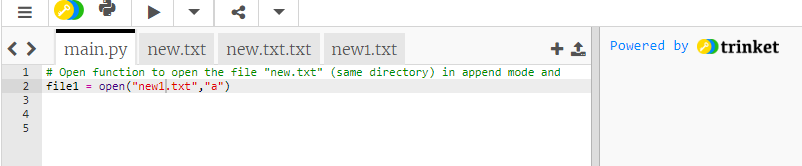 main.py new.txt new.txt.txt new1.txt
Powered by trinket
1 # Open function to open the file "new.txt" (same directory) in append mode and
2 file1 = open("new1.txt","a")
3
4
5